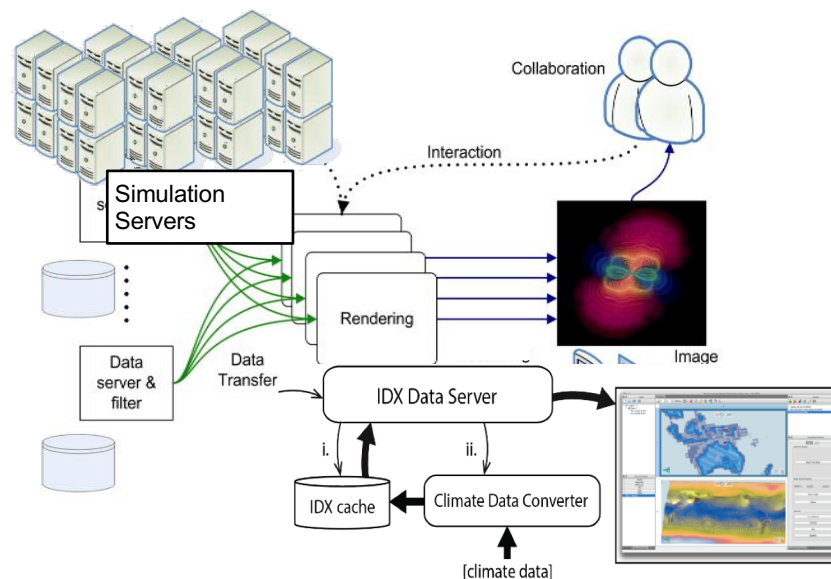 Collaboration
Interaction
Simulation
Servers
Rendering
Data
server &
filter
Data
Transfer
Image
IDX Data Server
i.
ii.
IDX cache
Climate Data Converter
[climate data]